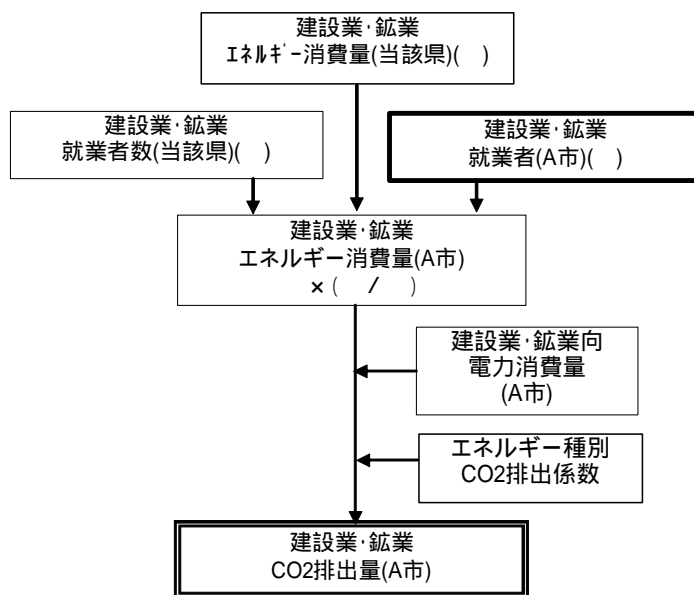 建設業･鉱業
ｴﾈﾙｷﾞｰ消費量(当該県)(　)
建設業･鉱業
就業者数(当該県)(　)
建設業･鉱業
就業者(A市)(　)
建設業･鉱業
エネルギー消費量(A市)
×(　/　)
建設業･鉱業向
電力消費量
(A市)
エネルギー種別
CO2排出係数
建設業･鉱業
CO2排出量(A市)